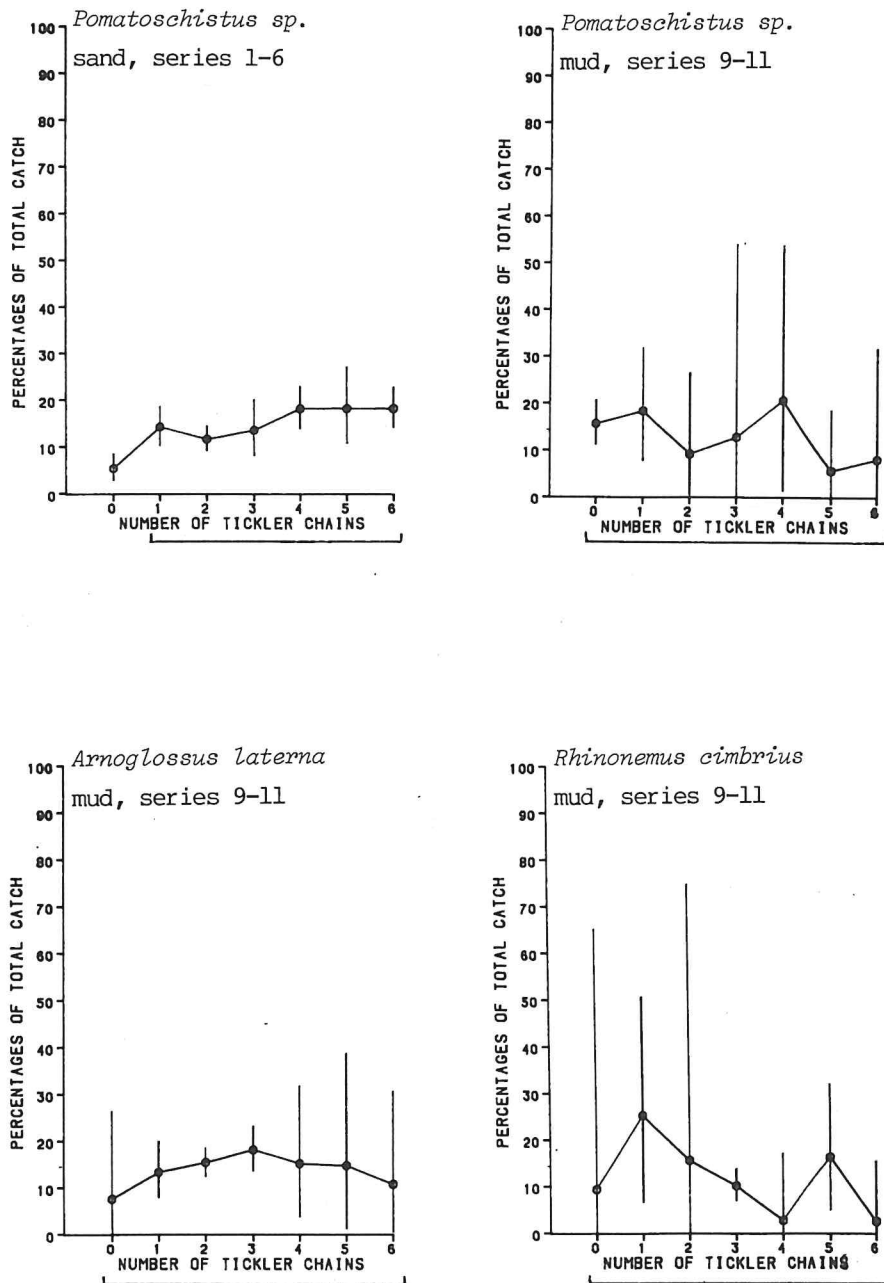 Pomatoschistus sp.
sand, series 1-6
PERCENTAGES OF TOTAL CATCH
100
90
80
70
60
50
40
30
20
10
0
0 1 2 3 4 5 6
NUMBER OF TICKLER CHAINS
Pomatoschistus sp.
mud, series 9-11
PERCENTAGES OF TOTAL CATCH
100
90
80
70
60
50
40
30
20
10
0
0 1 2 3 4 5 6
NUMBER OF TICKLER CHAINS
Arnoglossus laterna
mud, series 9-11
PERCENTAGES OF TOTAL CATCH
100
90
80
70
60
50
40
30
20
10
0
0 1 2 3 4 5 6
NUMBER OF TICKLER CHAINS
Rhinonemus cimbrius
mud, series 9-11
PERCENTAGES OF TOTAL CATCH
100
90
80
70
60
50
40
30
20
10
0
0 1 2 3 4 5 6
NUMBER OF TICKLER CHAINS